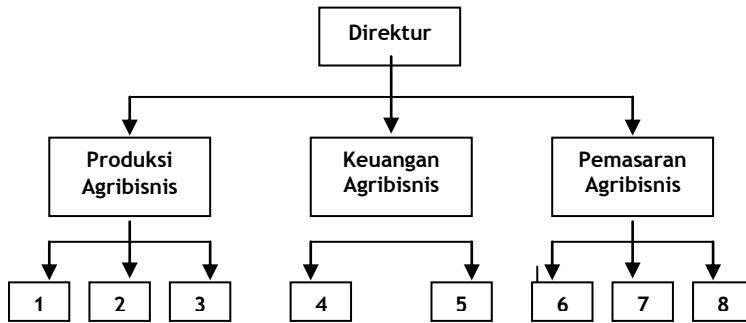 Direktur
Produksi
Agribisnis
Keuangan
Agribisnis
Pemasaran
Agribisnis
1 2 3 4 5 6 7 8